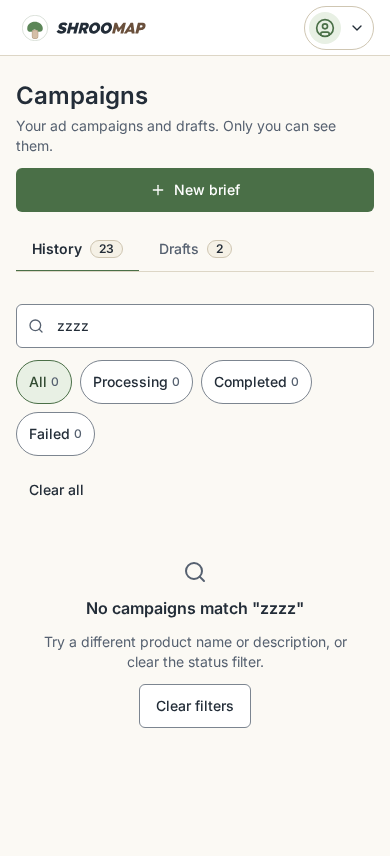 SHROOMAP
Campaigns
Your ad campaigns and drafts. Only you can see
them.
New brief
History 23 Drafts 2
zzzz
All 0 Processing 0 Completed 0
Failed 0
Clear all
No campaigns match "zzzz"
Try a different product name or description, or
clear the status filter.
Clear filters